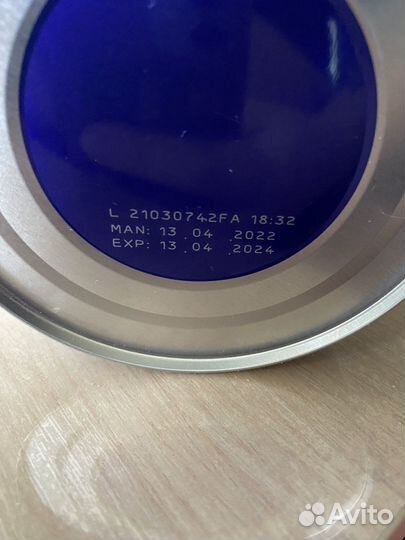 L 21030742FA 18:32
MAN: 13 . 04 . 2022
EXP: 13 . 04 . 2024
Avito